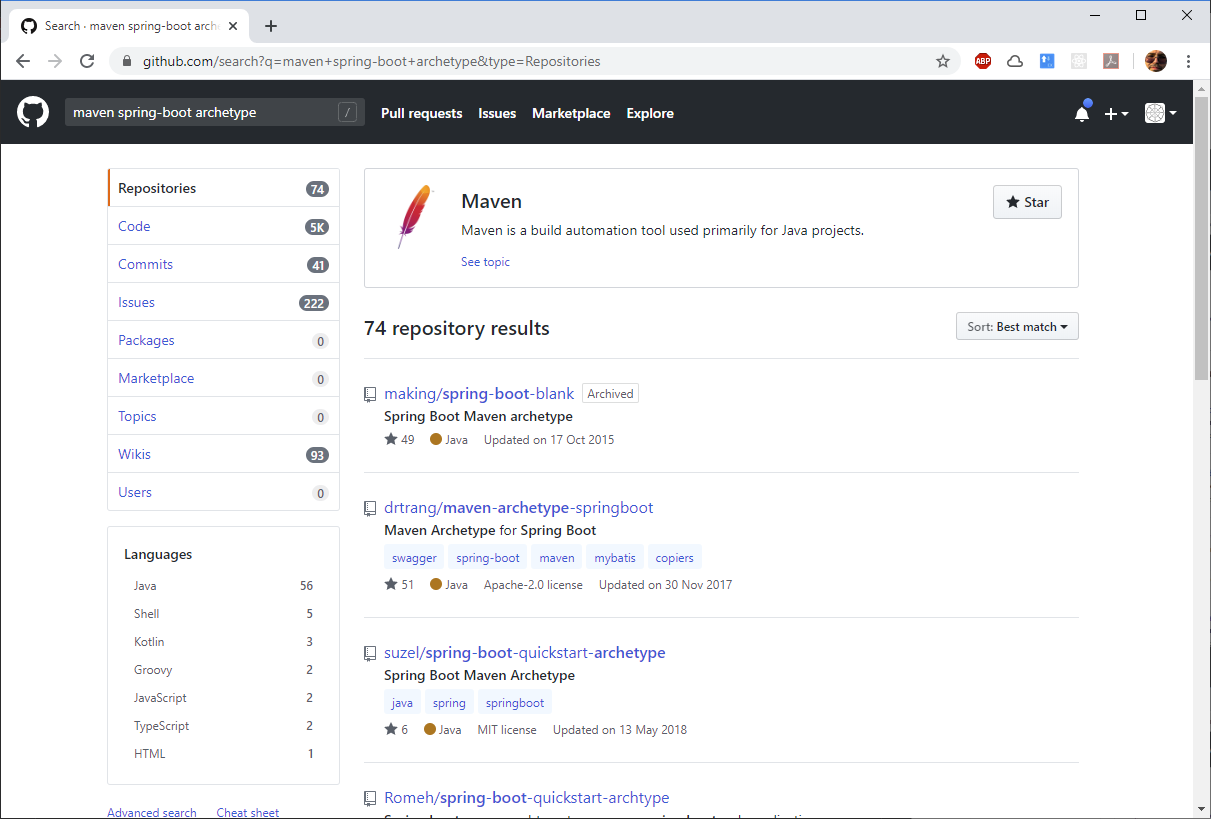 Search · maven spring-boot arche
github.com/search?q=maven+spring-boot+archetype&type=Repositories
ABP
maven spring-boot archetype /
Pull requests Issues Marketplace Explore
Repositories 74
Code 5K
Commits 41
Issues 222
Packages 0
Marketplace 0
Topics 0
Wikis 93
Users 0
Languages
Java 56
Shell 5
Kotlin 3
Groovy 2
JavaScript 2
TypeScript 2
HTML 1
Advanced search Cheat sheet
Maven
Star
Maven is a build automation tool used primarily for Java projects.
See topic
74 repository results
Sort: Best match
making/spring-boot-blank Archived
Spring Boot Maven archetype
49 Java Updated on 17 Oct 2015
drtrang/maven-archetype-springboot
Maven Archetype for Spring Boot
swagger spring-boot maven mybatis copiers
51 Java Apache-2.0 license Updated on 30 Nov 2017
suzel/spring-boot-quickstart-archetype
Spring Boot Maven Archetype
java spring springboot
6 Java MIT license Updated on 13 May 2018
Romeh/spring-boot-quickstart-archtype